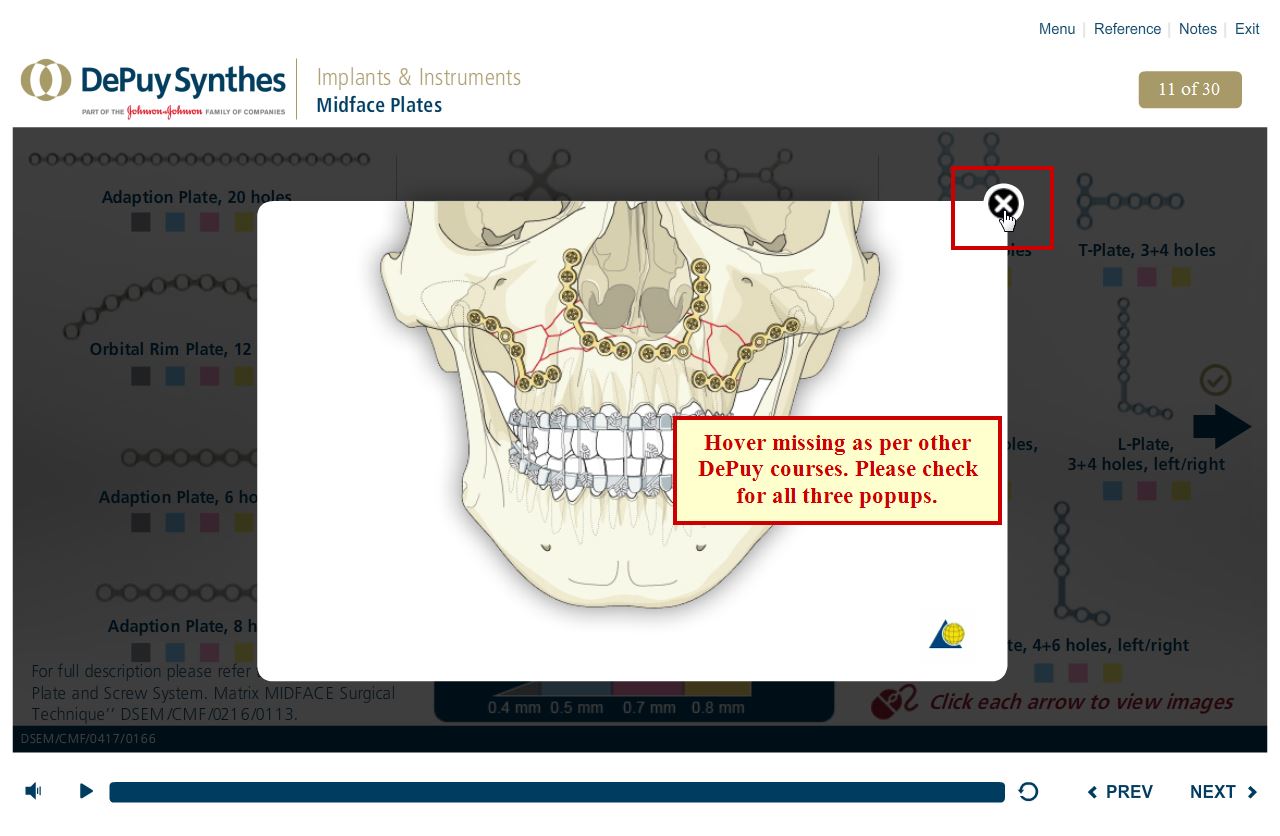 Menu | Reference | Notes | Exit
DePuy Synthes
PART OF THE Johnson & Johnson FAMILY OF COMPANIES
Implants & Instruments
Midface Plates
11 of 30
Adaption Plate, 20 holes
Orbital Rim Plate, 12
Adaption Plate, 6 ho
Adaption Plate, 8 h
For full description please refer
Plate and Screw System. Matrix MIDFACE Surgical
Technique’’ DSEM/CMF/0216/0113.
Hover missing as per other
DePuy courses. Please check
for all three popups.
0.4 mm 0.5 mm 0.7 mm 0.8 mm
les
T-Plate, 3+4 holes
oles,
L-Plate,
3+4 holes, left/right
te, 4+6 holes, left/right
Click each arrow to view images
DSEM/CMF/0417/0166
PREV
NEXT